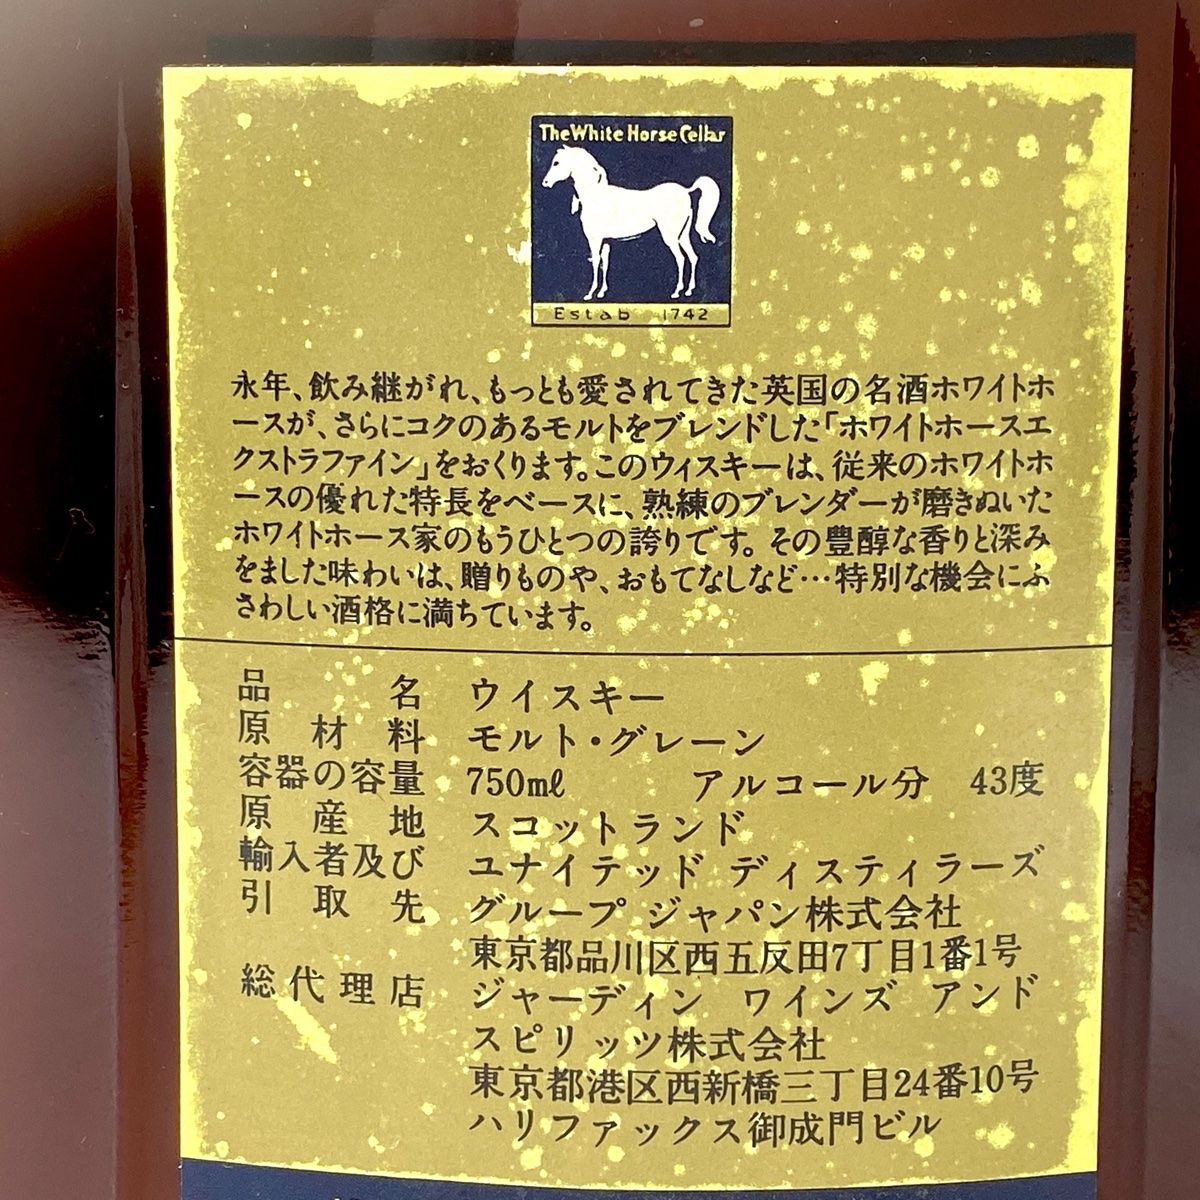 The White Horse Cellar
Estab 1742
永年、飲み継がれ、もっとも愛されてきた英国の名酒ホワイトホ
ースが、さらにコクのあるモルトをブレンドした「ホワイトホースエ
クストラファイン」をおくります。このウィスキーは、従来のホワイトホ
ースの優れた特長をベースに、熟練のブレンダーが磨きぬいた
ホワイトホース家のもうひとつの誇りです。その豊醇な香りと深み
をました味わいは、贈りものや、おもてなしなど…特別な機会にふ
さわしい酒格に満ちています。
品名 ウイスキー
原材料 モルト・グレーン
容器の容量 750mℓ アルコール分 43度
原産地 スコットランド
輸入者及び ユナイテッド ディスティラーズ
引取先 グループ ジャパン株式会社
東京都品川区西五反田7丁目1番1号
総代理店 ジャーディン ワインズ アンド
スピリッツ株式会社
東京都港区西新橋三丁目24番10号
ハリファックス御成門ビル